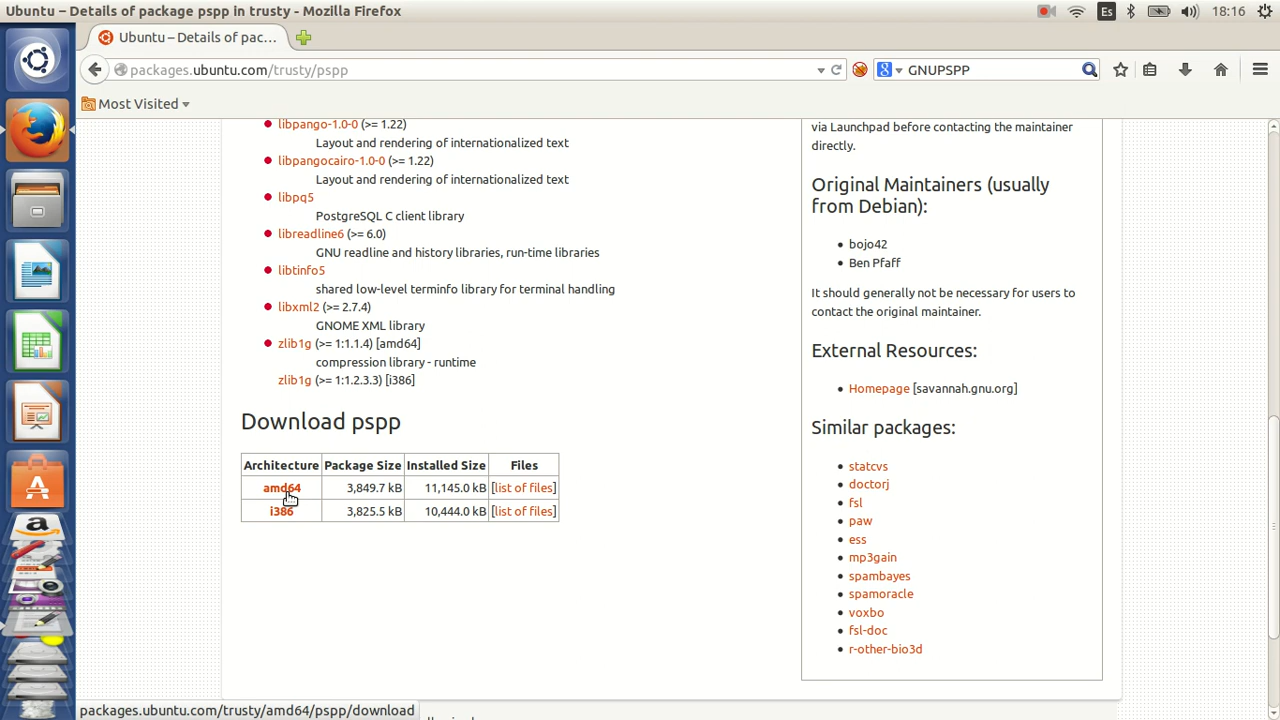 Ubuntu – Details of package pspp in trusty - Mozilla Firefox
Es
18:16
Ubuntu – Details of pac...
packages.ubuntu.com/trusty/pspp
GNUPSPP
Most Visited
libpango-1.0-0 (>= 1.22)
Layout and rendering of internationalized text
libpangocairo-1.0-0 (>= 1.22)
Layout and rendering of internationalized text
libpq5
PostgreSQL C client library
libreadline6 (>= 6.0)
GNU readline and history libraries, run-time libraries
libtinfo5
shared low-level terminfo library for terminal handling
libxml2 (>= 2.7.4)
GNOME XML library
zlib1g (>= 1:1.1.4) [amd64]
compression library - runtime
zlib1g (>= 1:1.2.3.3) [i386]
Download pspp
Architecture Package Size Installed Size Files
amd64 3,849.7 kB 11,145.0 kB [list of files]
i386 3,825.5 kB 10,444.0 kB [list of files]
via Launchpad before contacting the maintainer
directly.
Original Maintainers (usually
from Debian):
bojo42
Ben Pfaff
It should generally not be necessary for users to
contact the original maintainer.
External Resources:
Homepage [savannah.gnu.org]
Similar packages:
statcvs
doctorj
fsl
paw
ess
mp3gain
spambayes
spamoracle
voxbo
fsl-doc
r-other-bio3d
packages.ubuntu.com/trusty/amd64/pspp/download